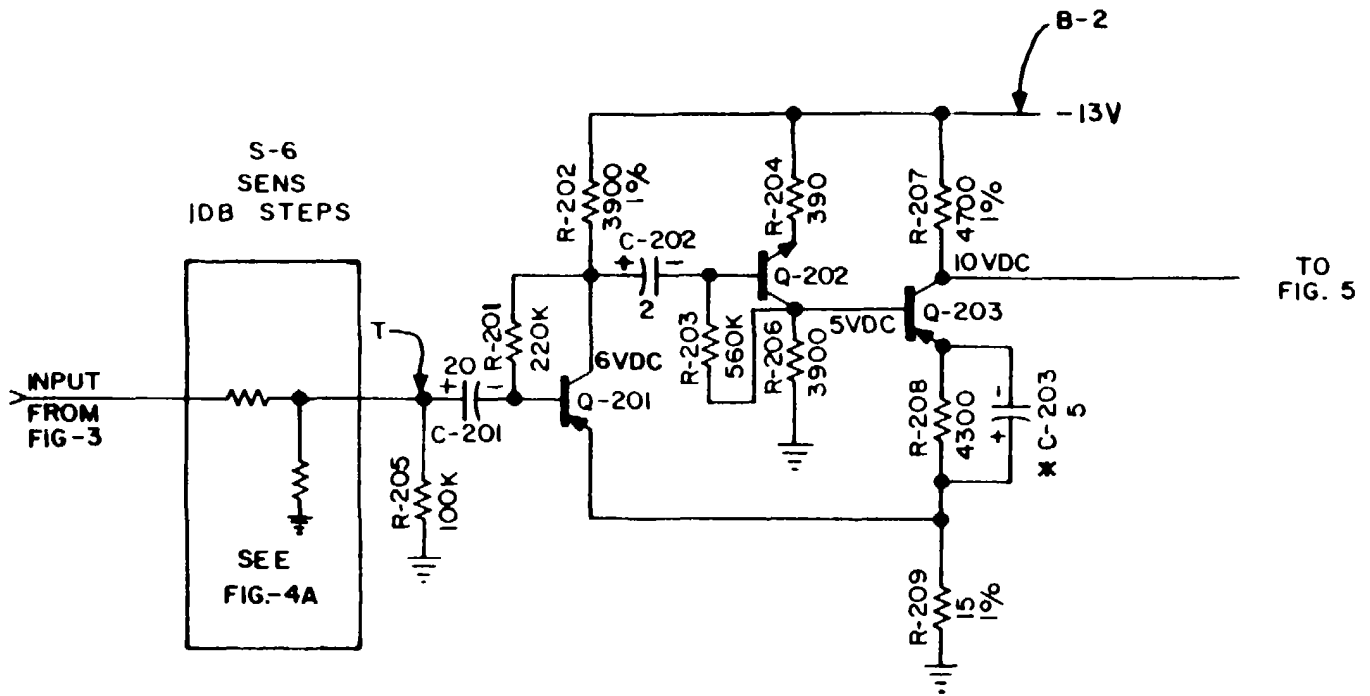 B-2
-13V
S-6
SENS
1DB STEPS
R-202
3900
1%
R-204
390
R-207
4700
1%
C-202
+ -
2
Q-202
10VDC
TO
FIG. 5
T
R-201
220K
R-203
560K
R-206
3900
5VDC
Q-203
INPUT
FROM
FIG-3
20
+ -
C-201
6VDC
Q-201
R-208
4300
-
+
* C-203
5
R-205
100K
SEE
FIG.-4A
R-209
15
1%